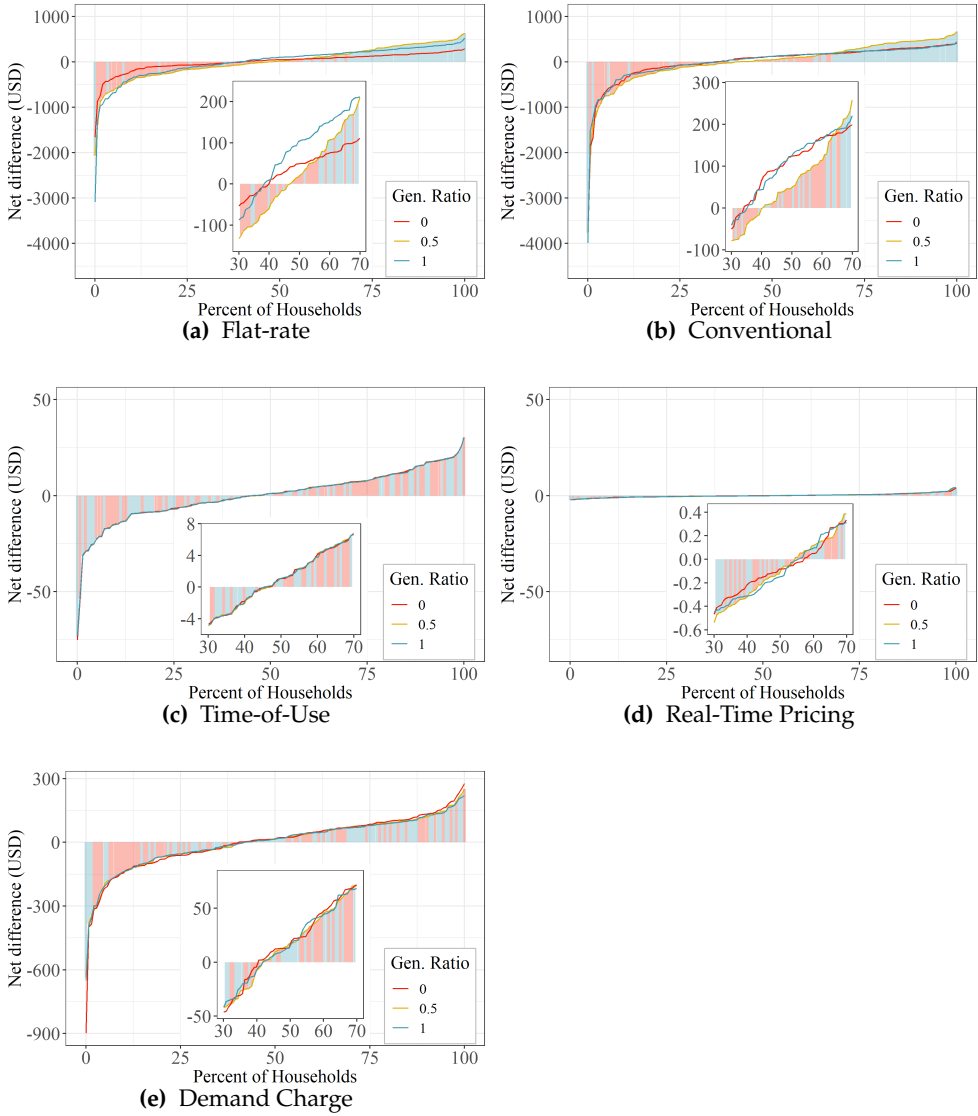 1000
0
-1000
-2000
-3000
-4000
Net difference (USD)
200
100
0
-100
30 40 50 60 70
Gen. Ratio
0
0.5
1
0 25 50 75 100
Percent of Households
(a) Flat-rate
1000
0
-1000
-2000
-3000
-4000
Net difference (USD)
300
200
100
0
-100
30 40 50 60 70
Gen. Ratio
0
0.5
1
0 25 50 75 100
Percent of Households
(b) Conventional
50
0
-50
Net difference (USD)
8
4
0
-4
30 40 50 60 70
Gen. Ratio
0
0.5
1
0 25 50 75 100
Percent of Households
(c) Time-of-Use
50
0
-50
Net difference (USD)
0.4
0.2
0.0
-0.2
-0.4
-0.6
30 40 50 60 70
Gen. Ratio
0
0.5
1
0 25 50 75 100
Percent of Households
(d) Real-Time Pricing
300
0
-300
-600
-900
Net difference (USD)
50
0
-50
30 40 50 60 70
Gen. Ratio
0
0.5
1
0 25 50 75 100
Percent of Households
(e) Demand Charge